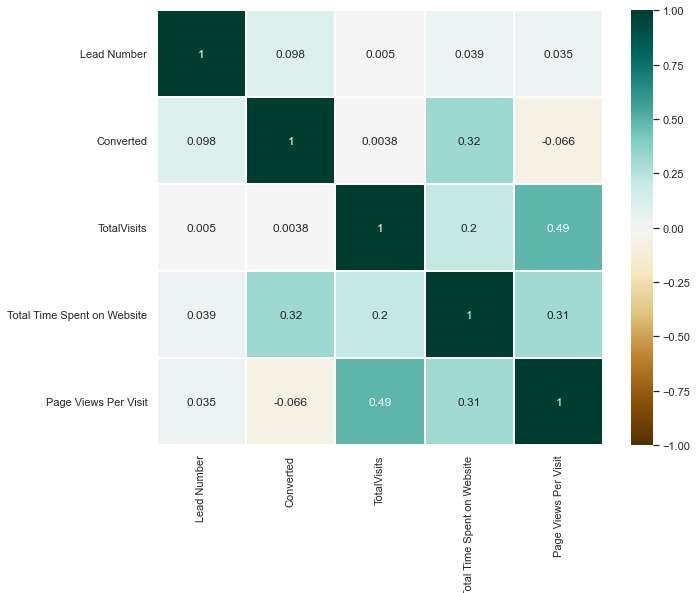 Lead Number 1 0.098 0.005 0.039 0.035
Converted 0.098 1 0.0038 0.32 -0.066
TotalVisits 0.005 0.0038 1 0.2 0.49
Total Time Spent on Website 0.039 0.32 0.2 1 0.31
Page Views Per Visit 0.035 -0.066 0.49 0.31 1
Lead Number
Converted
TotalVisits
Total Time Spent on Website
Page Views Per Visit
1.00
0.75
0.50
0.25
0.00
−0.25
−0.50
−0.75
−1.00